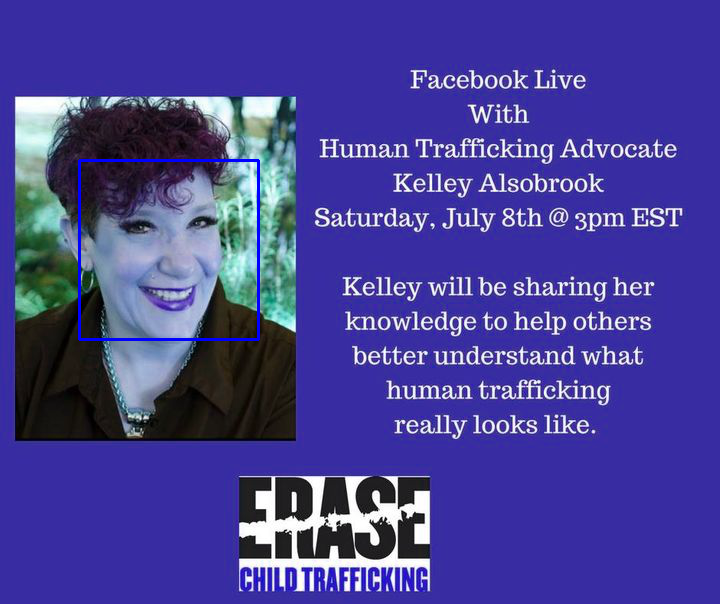 Facebook Live
With
Human Trafficking Advocate
Kelley Alsobrook
Saturday, July 8th @ 3pm EST
Kelley will be sharing her
knowledge to help others
better understand what
human trafficking
really looks like.
ERASE
CHILD TRAFFICKING